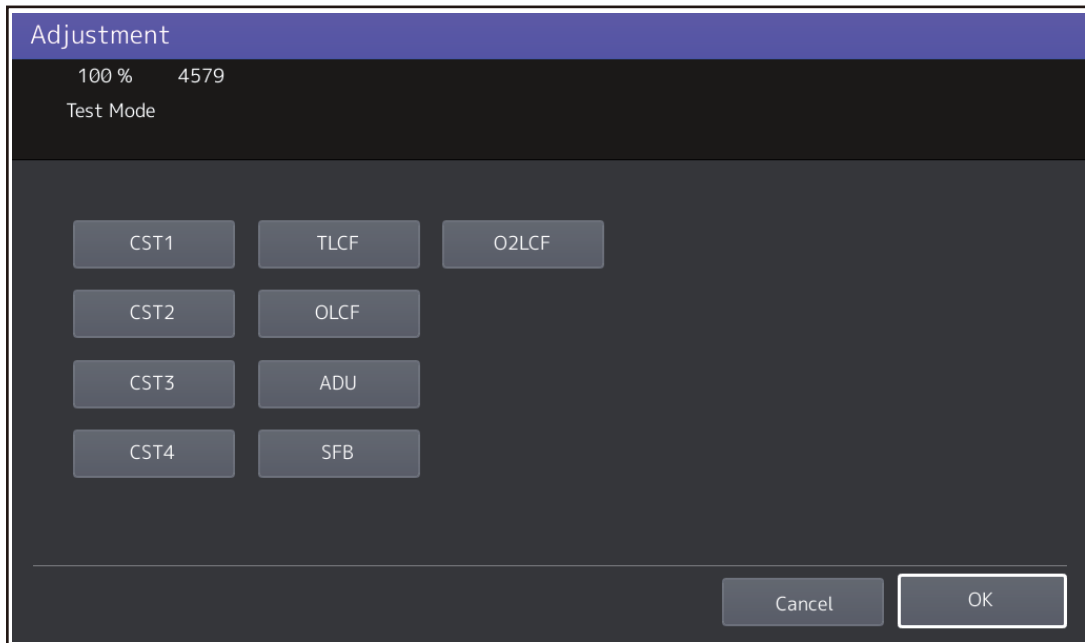 Adjustment
100 % 4579
Test Mode
CST1 TLCF O2LCF
CST2 OLCF
CST3 ADU
CST4 SFB
Cancel OK